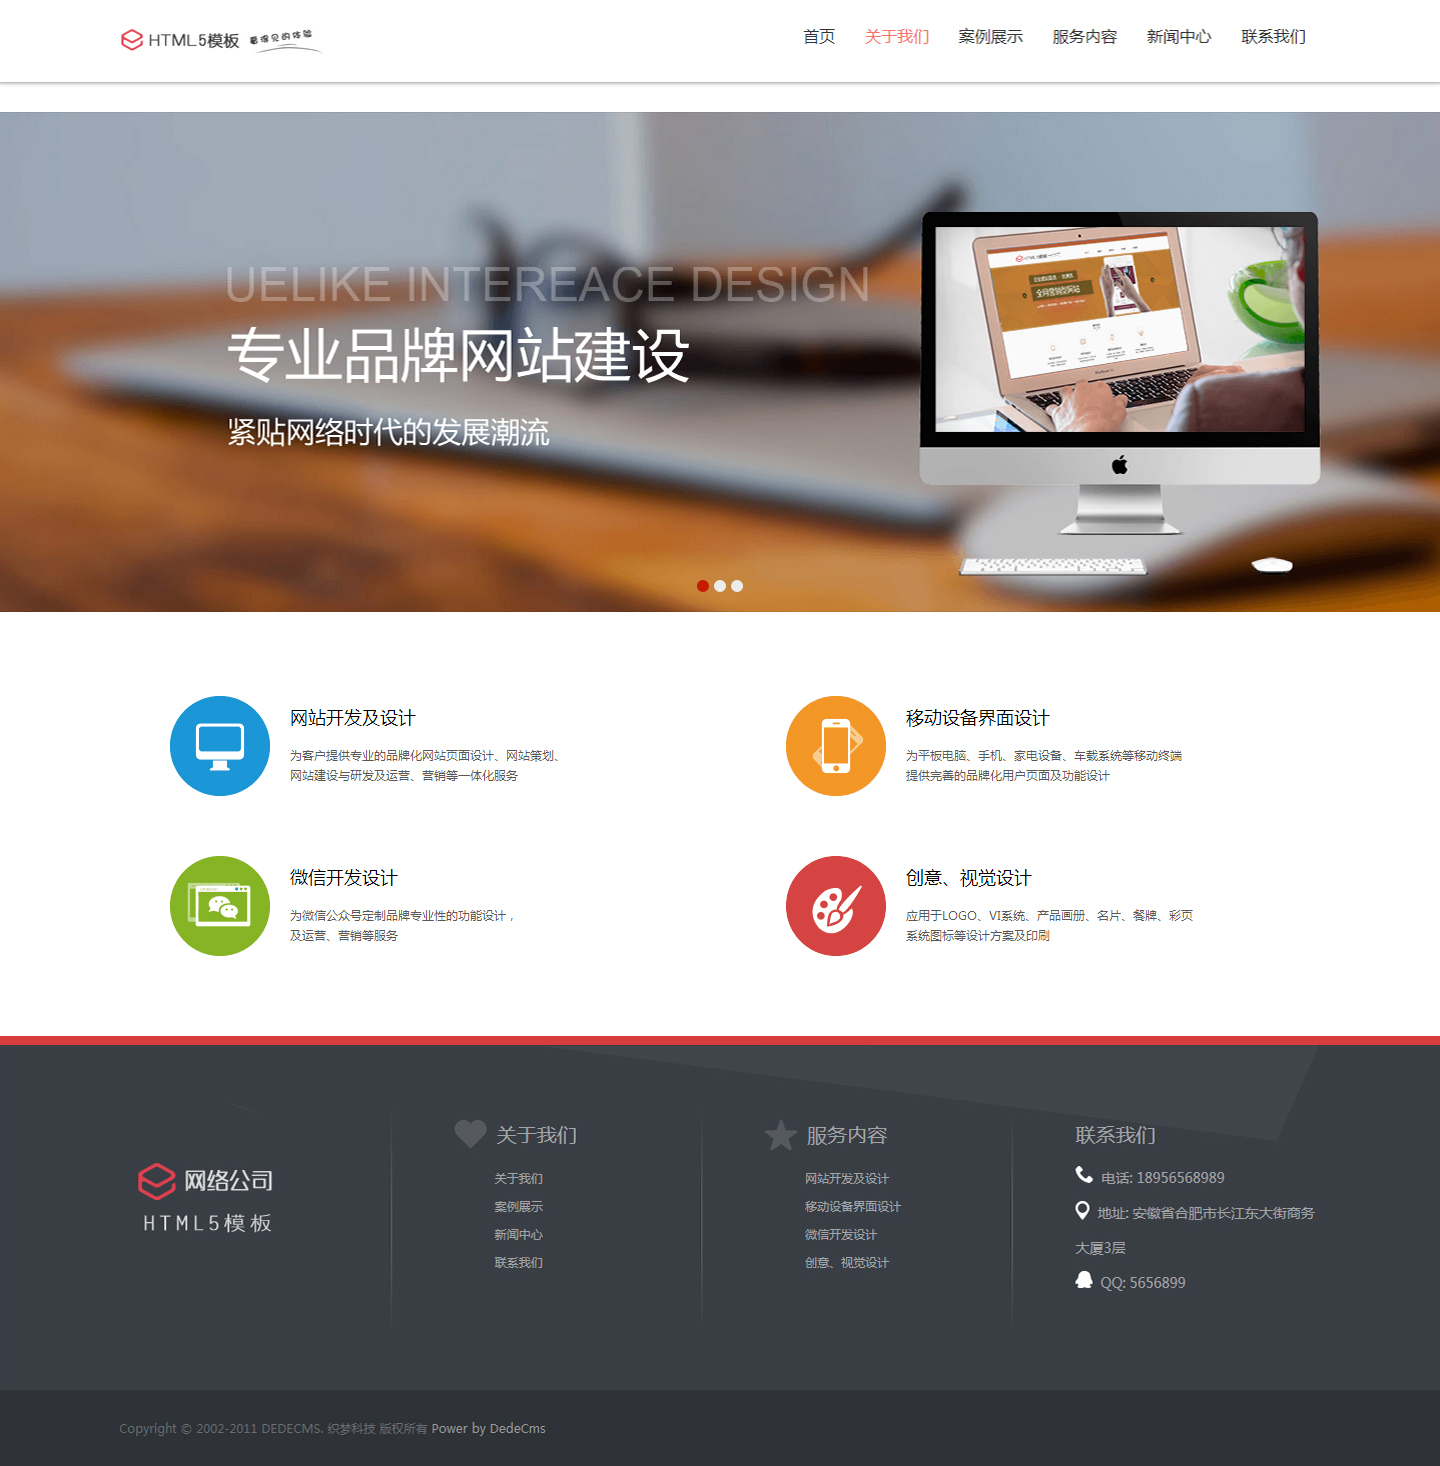 HTML5模板 看得见的体验
首页 关于我们 案例展示 服务内容 新闻中心 联系我们
UELIKE INTEREACE DESIGN
专业品牌网站建设
紧贴网络时代的发展潮流
网站开发及设计
为客户提供专业的品牌化网站页面设计、网站策划、
网站建设与研发及运营、营销等一体化服务
移动设备界面设计
为平板电脑、手机、家电设备、车载系统等移动终端
提供完善的品牌化用户页面及功能设计
微信开发设计
为微信公众号定制品牌专业性的功能设计，
及运营、营销等服务
创意、视觉设计
应用于LOGO、VI系统、产品画册、名片、餐牌、彩页
系统图标等设计方案及印刷
网络公司
HTML5模板
关于我们
关于我们
案例展示
新闻中心
联系我们
服务内容
网站开发及设计
移动设备界面设计
微信开发设计
创意、视觉设计
联系我们
电话: 18956568989
地址: 安徽省合肥市长江东大街商务
大厦3层
QQ: 5656899
Copyright © 2002-2011 DEDECMS. 织梦科技 版权所有 Power by DedeCms